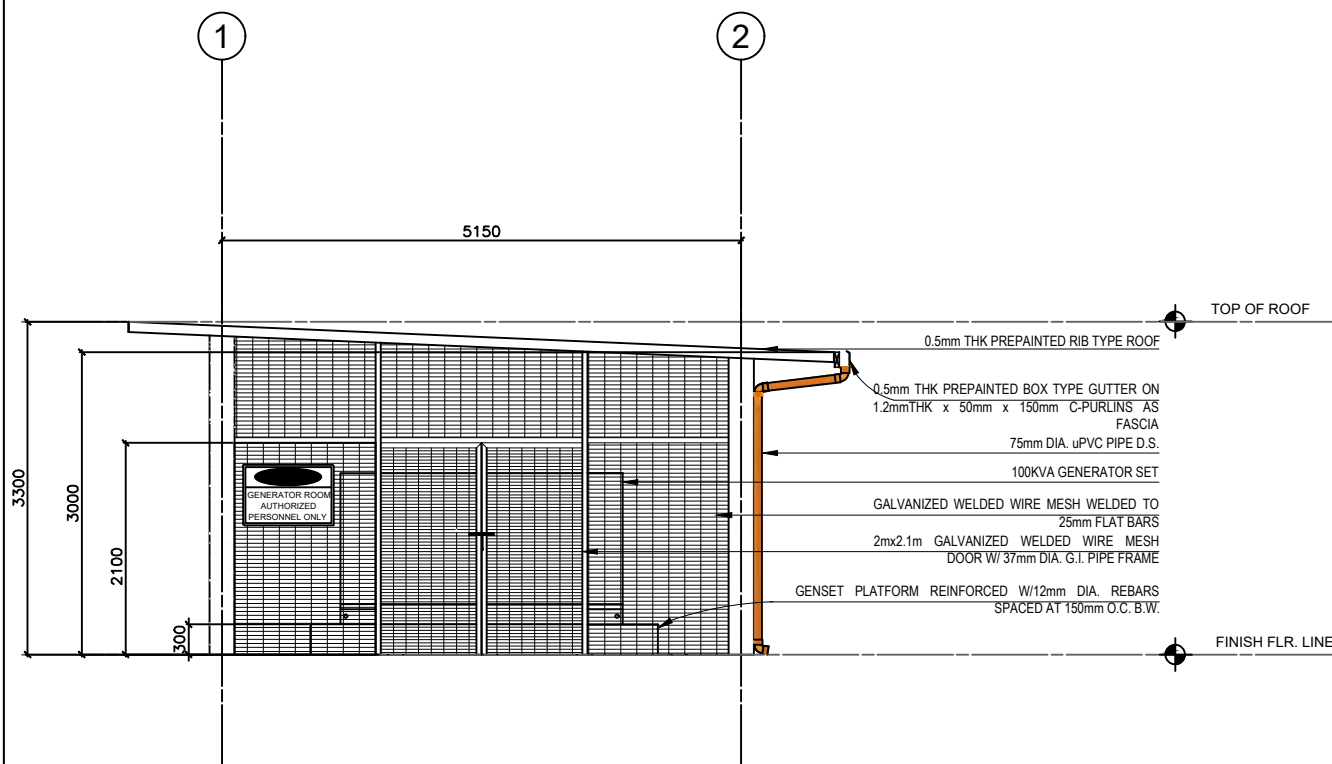 1
2
5150
TOP OF ROOF
0.5mm THK PREPAINTED RIB TYPE ROOF
0.5mm THK PREPAINTED BOX TYPE GUTTER ON
1.2mmTHK x 50mm x 150mm C-PURLINS AS
FASCIA
75mm DIA. uPVC PIPE D.S.
100KVA GENERATOR SET
GALVANIZED WELDED WIRE MESH WELDED TO
25mm FLAT BARS
2mx2.1m GALVANIZED WELDED WIRE MESH
DOOR W/ 37mm DIA. G.I. PIPE FRAME
GENSET PLATFORM REINFORCED W/12mm DIA. REBARS
SPACED AT 150mm O.C. B.W.
FINISH FLR. LINE
3300
3000
2100
300
GENERATOR ROOM
AUTHORIZED
PERSONNEL ONLY